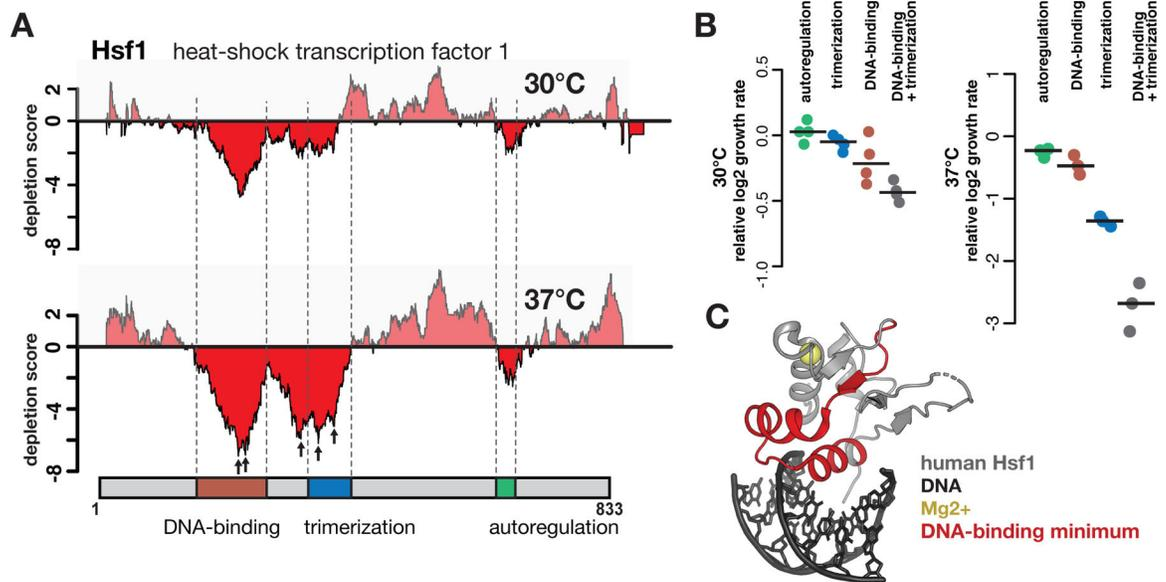 A
Hsf1 heat-shock transcription factor 1
30°C
depletion score
2
0
-4
-8
37°C
depletion score
2
0
-4
-8
1
833
DNA-binding
trimerization
autoregulation
B
autoregulation
trimerization
DNA-binding
DNA-binding
+ trimerization
30°C
relative log2 growth rate
0.5
0.0
-0.5
-1.0
autoregulation
DNA-binding
trimerization
DNA-binding
+ trimerization
37°C
relative log2 growth rate
1
0
-1
-2
-3
C
human Hsf1
DNA
Mg2+
DNA-binding minimum